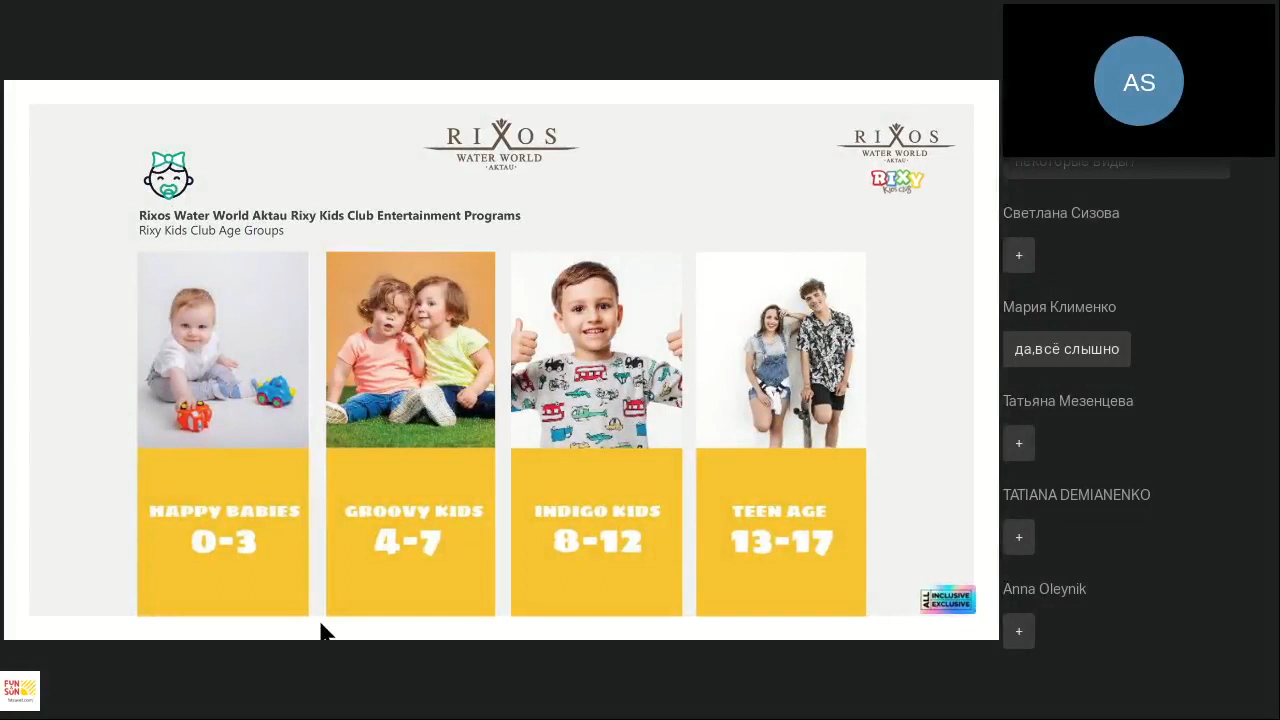 RIXOS
WATER WORLD
·AKTAU·
RIXOS
WATER WORLD
·AKTAU·
RIXY
Kids Club
Rixos Water World Aktau Rixy Kids Club Entertainment Programs
Rixy Kids Club Age Groups
HAPPY BABIES
0-3
GROOVY KIDS
4-7
INDIGO KIDS
8-12
TEEN AGE
13-17
ALL INCLUSIVE
EXCLUSIVE
FUN
SUN
AS
некоторые виды?
Светлана Сизова
+
Мария Клименко
да,всё слышно
Татьяна Мезенцева
+
TATIANA DEMIANENKO
+
Anna Oleynik
+